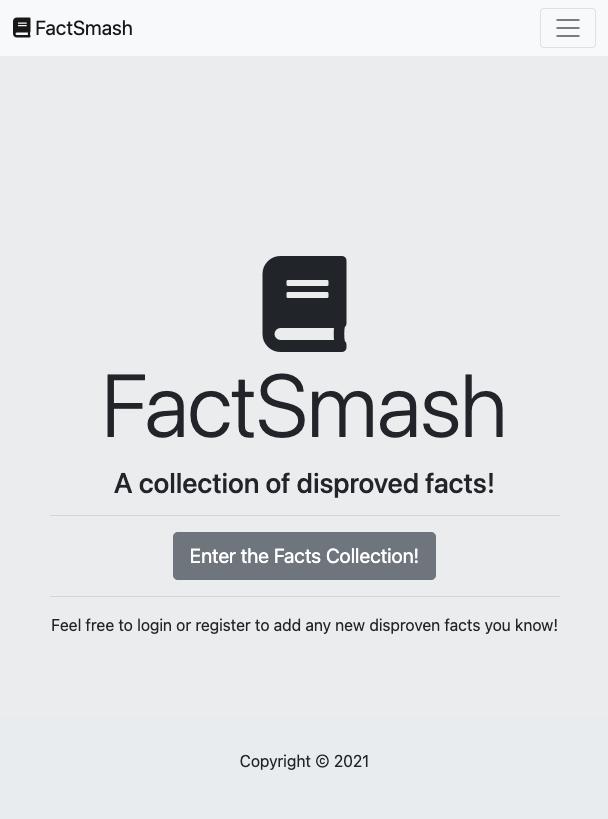 FactSmash
FactSmash
A collection of disproved facts!
Enter the Facts Collection!
Feel free to login or register to add any new disproven facts you know!
Copyright © 2021